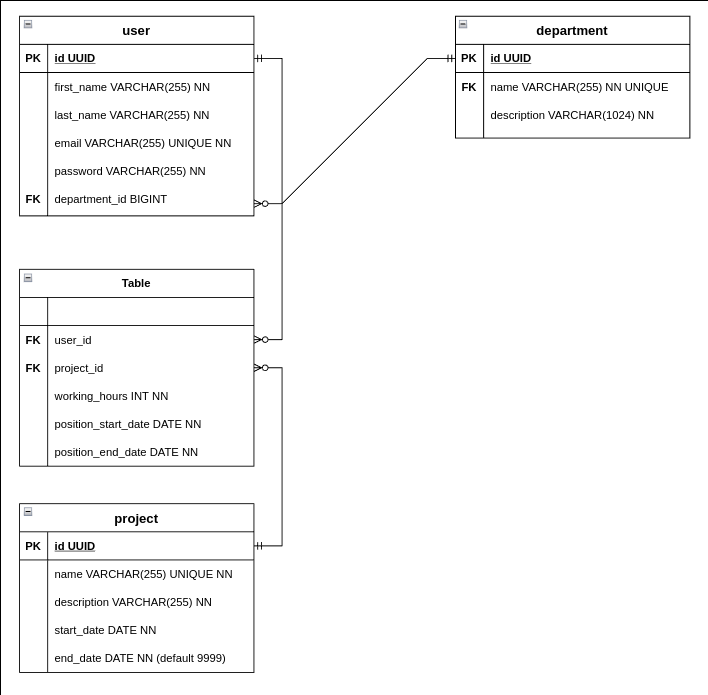 user
PK id UUID
first_name VARCHAR(255) NN
last_name VARCHAR(255) NN
email VARCHAR(255) UNIQUE NN
password VARCHAR(255) NN
FK department_id BIGINT
department
PK id UUID
FK name VARCHAR(255) NN UNIQUE
description VARCHAR(1024) NN
Table
FK user_id
FK project_id
working_hours INT NN
position_start_date DATE NN
position_end_date DATE NN
project
PK id UUID
name VARCHAR(255) UNIQUE NN
description VARCHAR(255) NN
start_date DATE NN
end_date DATE NN (default 9999)